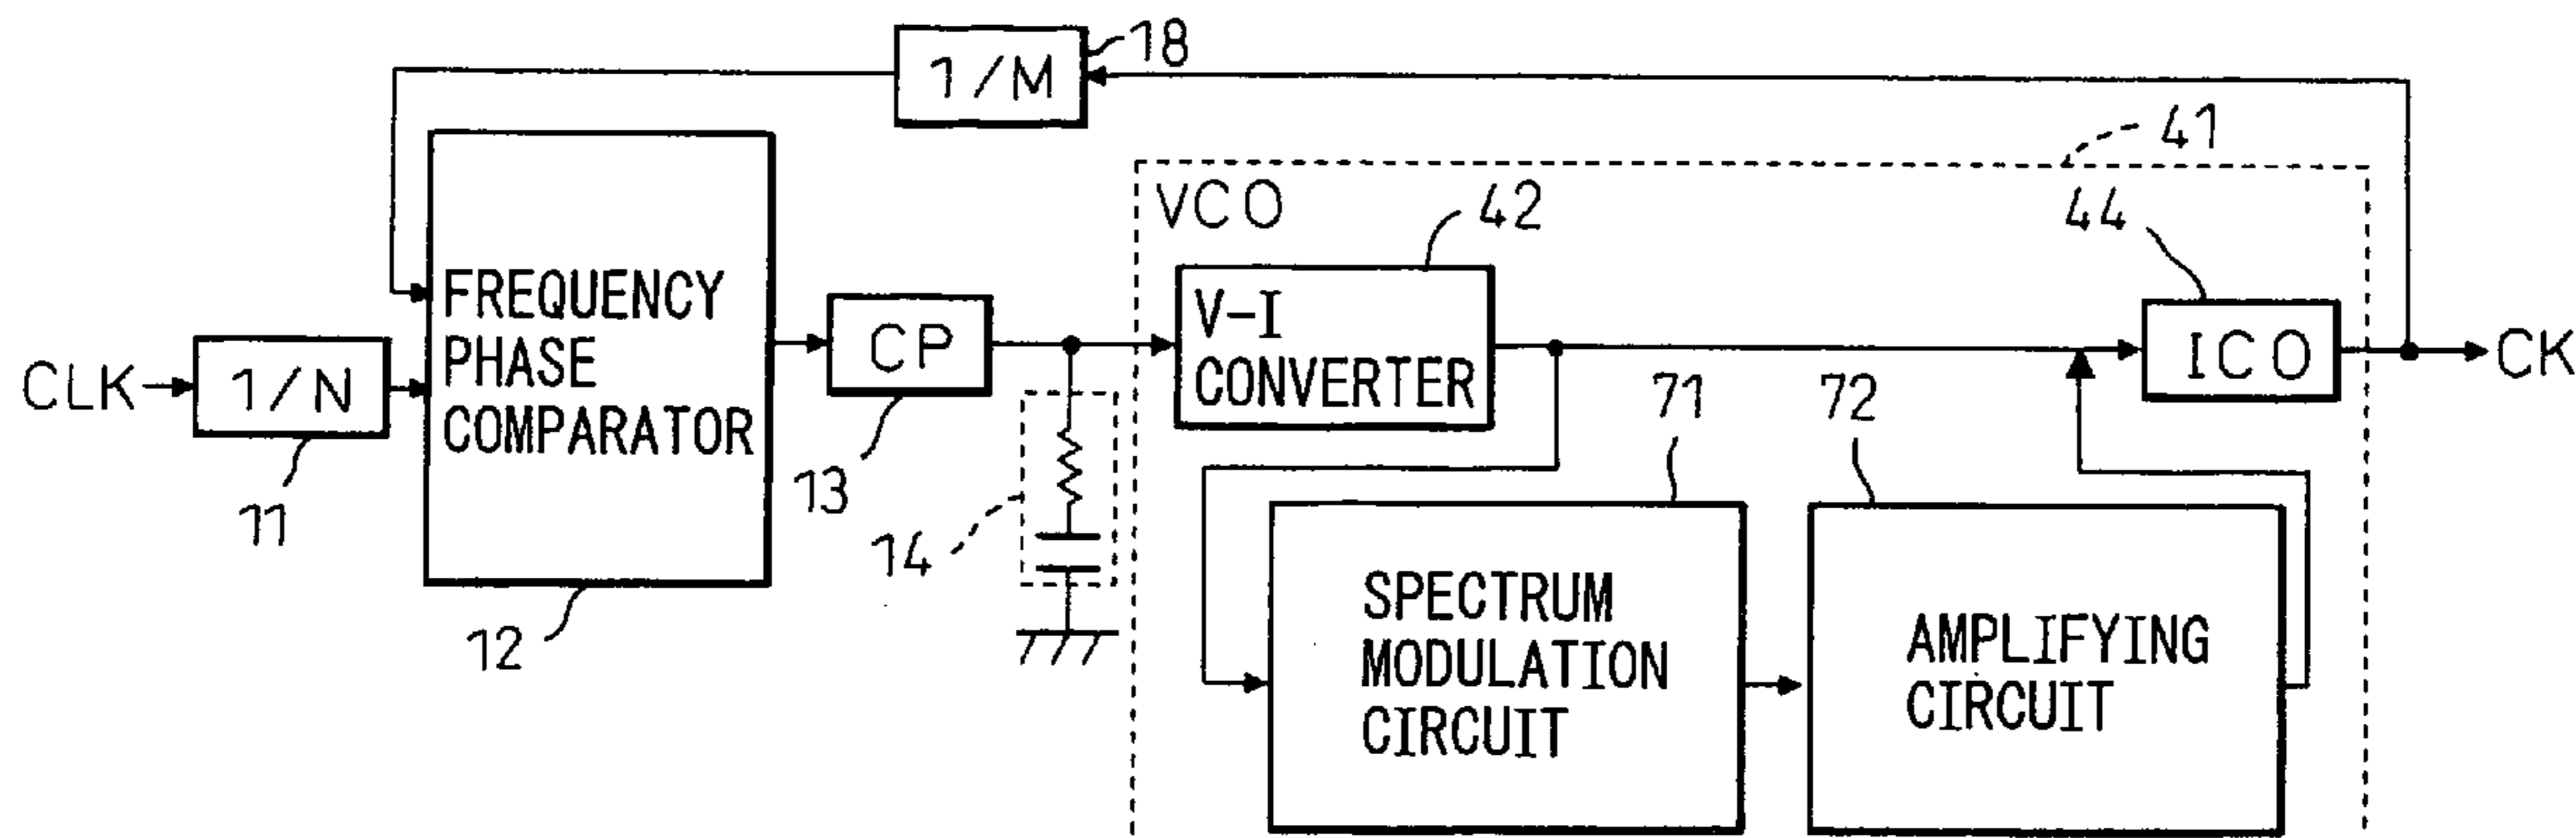 18
1/M
41
VCO
42
44
FREQUENCY
PHASE
COMPARATOR
V-I
CONVERTER
CP
ICO
CK
CLK
1/N
71
72
13
11
14
SPECTRUM
MODULATION
CIRCUIT
AMPLIFYING
CIRCUIT
12